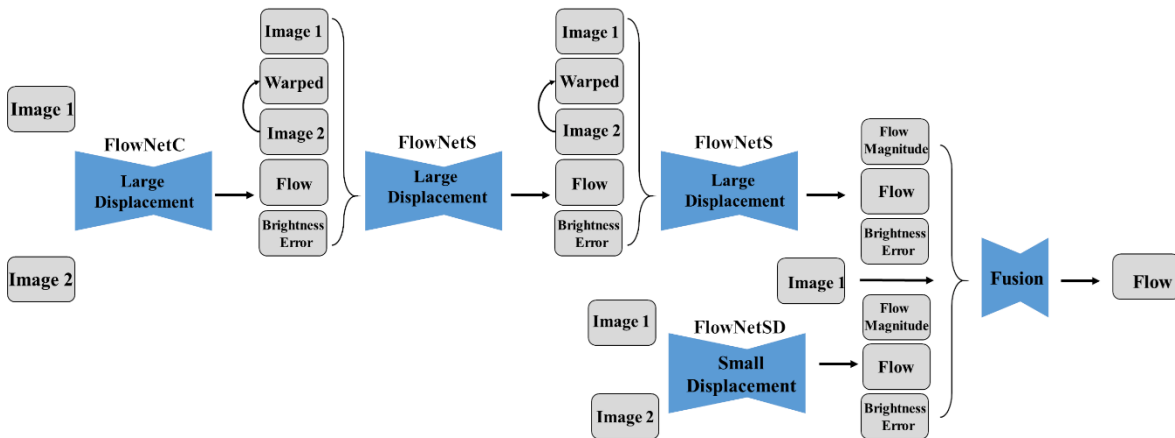 Image 1
Image 2
FlowNetC
Large
Displacement
Image 1
Warped
Image 2
Flow
Brightness
Error
FlowNetS
Large
Displacement
Image 1
Warped
Image 2
Flow
Brightness
Error
FlowNetS
Large
Displacement
Flow
Magnitude
Flow
Brightness
Error
Image 1
Image 1
Image 2
FlowNetSD
Small
Displacement
Flow
Magnitude
Flow
Brightness
Error
Fusion
Flow